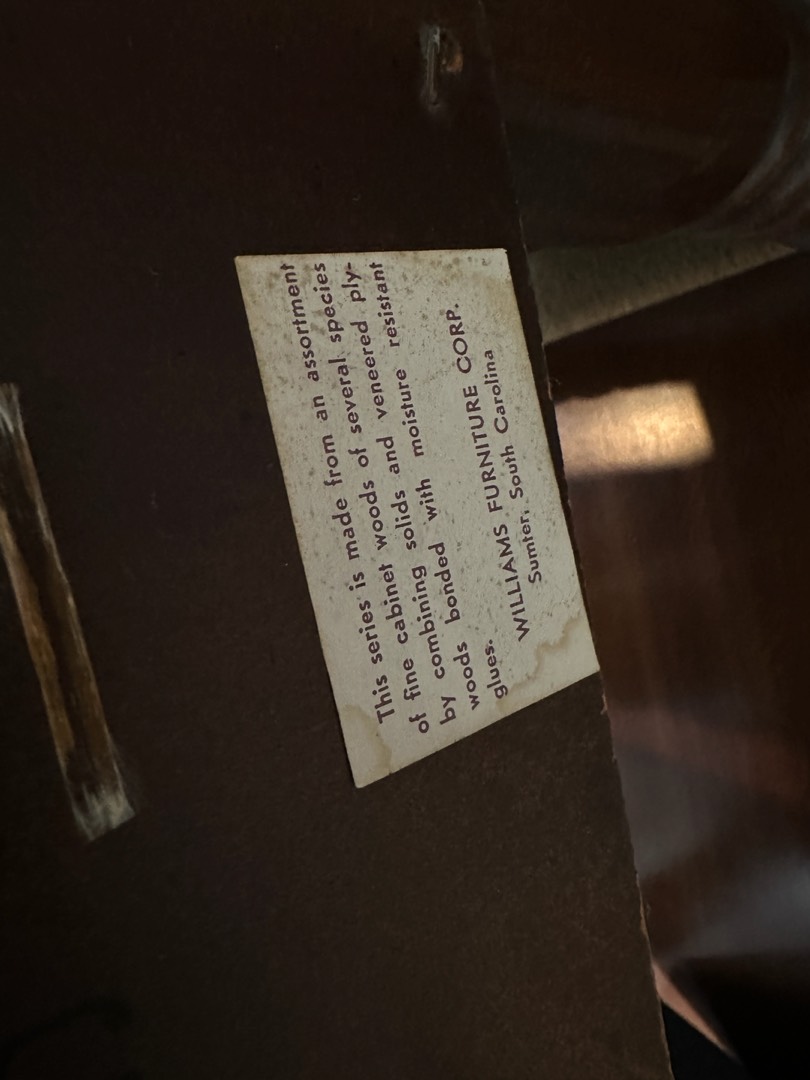 This series is made from an assortment
of fine cabinet woods of several species
by combining solids and veneered ply-
woods bonded with moisture resistant
glues.
WILLIAMS FURNITURE CORP.
Sumter, South Carolina